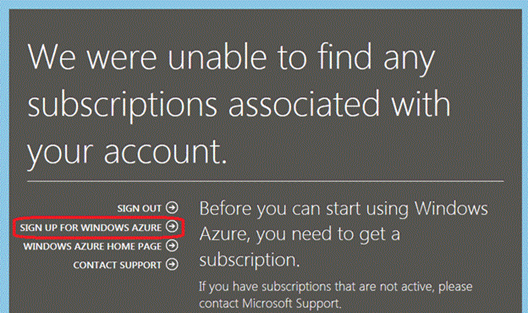 We were unable to find any
subscriptions associated with
your account.
SIGN OUT
SIGN UP FOR WINDOWS AZURE
WINDOWS AZURE HOME PAGE
CONTACT SUPPORT
Before you can start using Windows
Azure, you need to get a
subscription.
If you have subscriptions that are not active, please
contact Microsoft Support.